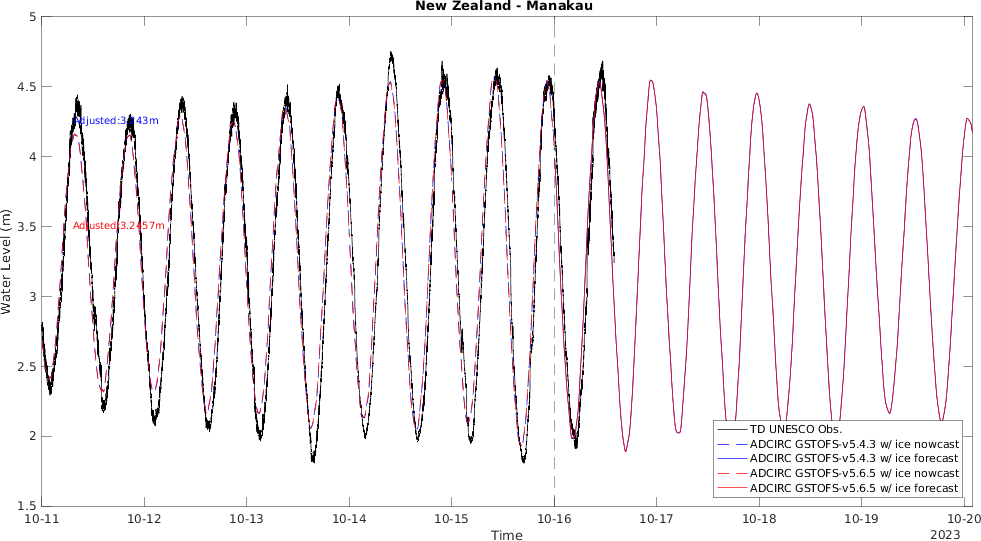 New Zealand - Manakau
Water Level (m)
5
4.5
4
3.5
3
2.5
2
1.5
Adjusted:3.2457m
10-11
10-12
10-13
10-14
10-15
10-16
10-17
10-18
10-19
10-20
Time
2023
TD UNESCO Obs.
ADCIRC GSTOFS-v5.4.3 w/ ice nowcast
ADCIRC GSTOFS-v5.4.3 w/ ice forecast
ADCIRC GSTOFS-v5.6.5 w/ ice nowcast
ADCIRC GSTOFS-v5.6.5 w/ ice forecast